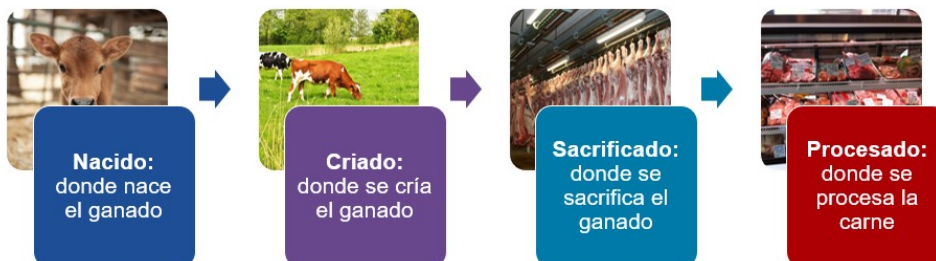 Nacido:
donde nace
el ganado
Criado:
donde se cría
el ganado
Sacrificado:
donde se
sacrifica el
ganado
Procesado:
donde se
procesa la
carne